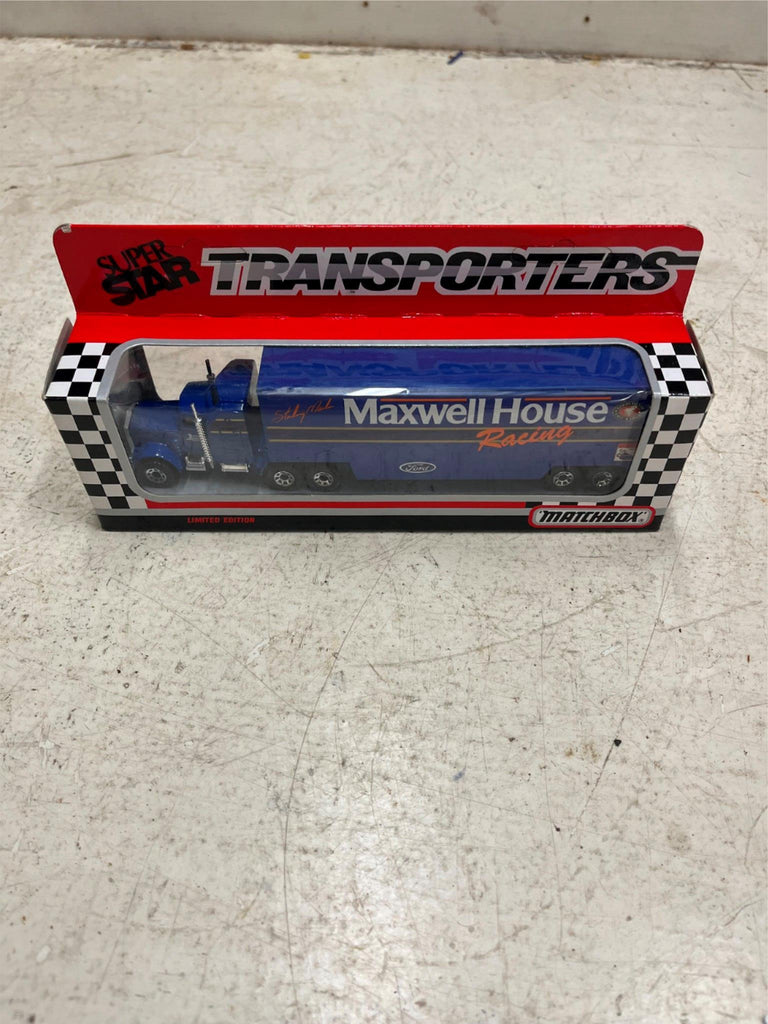 SUPER
STAR
TRANSPORTERS
Maxwell House
Racing
Ford
LIMITED EDITION
MATCHBOX